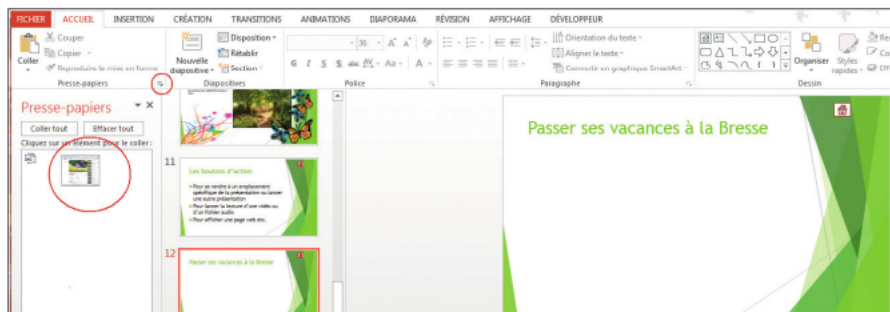 FICHIER ACCUEIL INSERTION CRÉATION TRANSITIONS ANIMATIONS DIAPORAMA RÉVISION AFFICHAGE DÉVELOPPEUR
Coller
Couper
Copier
Reproduire la mise en forme
Presse-papiers
Nouvelle diapositive
Disposition
Rétablir
Section
Diapositives
36
G I S S abc AV Aa A
Police
Orientation du texte
Aligner le texte
Convertir en graphique SmartArt
Paragraphe
Organiser
Styles rapides
Dessin
Presse-papiers
Coller tout Effacer tout
Cliquez sur un élément pour le coller :
11
Les boutons d'action
Pour se rendre à un emplacement
spécifique de la présentation ou lancer
une autre présentation
Pour lancer la lecture d'une vidéo ou
d'un fichier audio
Pour afficher une page web etc.
12
Passer ses vacances à la Bresse
Passer ses vacances à la Bresse